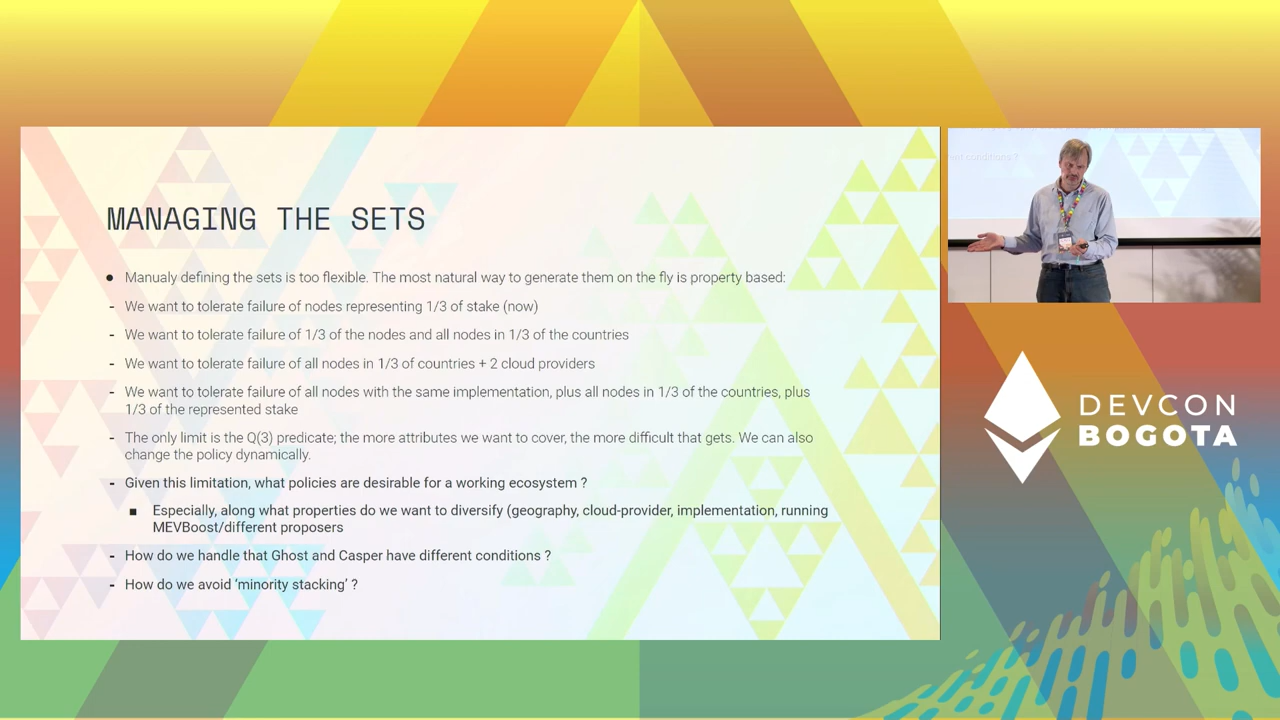 MANAGING THE SETS
● Manualy defining the sets is too flexible. The most natural way to generate them on the fly is property based:
- We want to tolerate failure of nodes representing 1/3 of stake (now)
- We want to tolerate failure of 1/3 of the nodes and all nodes in 1/3 of the countries
- We want to tolerate failure of all nodes in 1/3 of countries + 2 cloud providers
- We want to tolerate failure of all nodes with the same implementation, plus all nodes in 1/3 of the countries, plus
1/3 of the represented stake
- The only limit is the Q(3) predicate; the more attributes we want to cover, the more difficult that gets. We can also
change the policy dynamically.
- Given this limitation, what policies are desirable for a working ecosystem ?
■ Especially, along what properties do we want to diversify (geography, cloud-provider, implementation, running
MEVBoost/different proposers
- How do we handle that Ghost and Casper have different conditions ?
- How do we avoid ‘minority stacking’ ?
conditions ?
DEVCON
BOGOTA